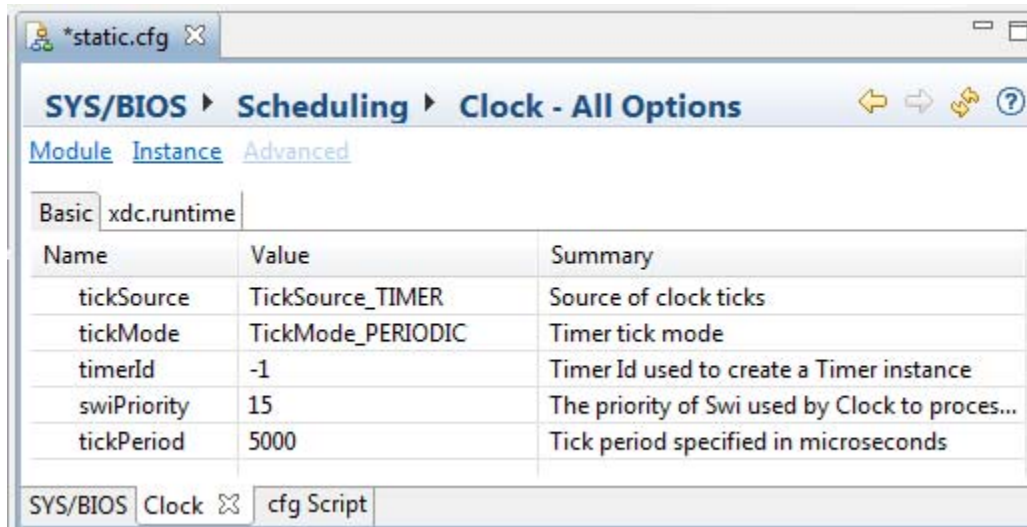 *static.cfg
SYS/BIOS Scheduling Clock - All Options
Module Instance Advanced
Basic xdc.runtime
Name Value Summary
tickSource TickSource_TIMER Source of clock ticks
tickMode TickMode_PERIODIC Timer tick mode
timerId -1 Timer Id used to create a Timer instance
swiPriority 15 The priority of Swi used by Clock to proces...
tickPeriod 5000 Tick period specified in microseconds
SYS/BIOS Clock cfg Script